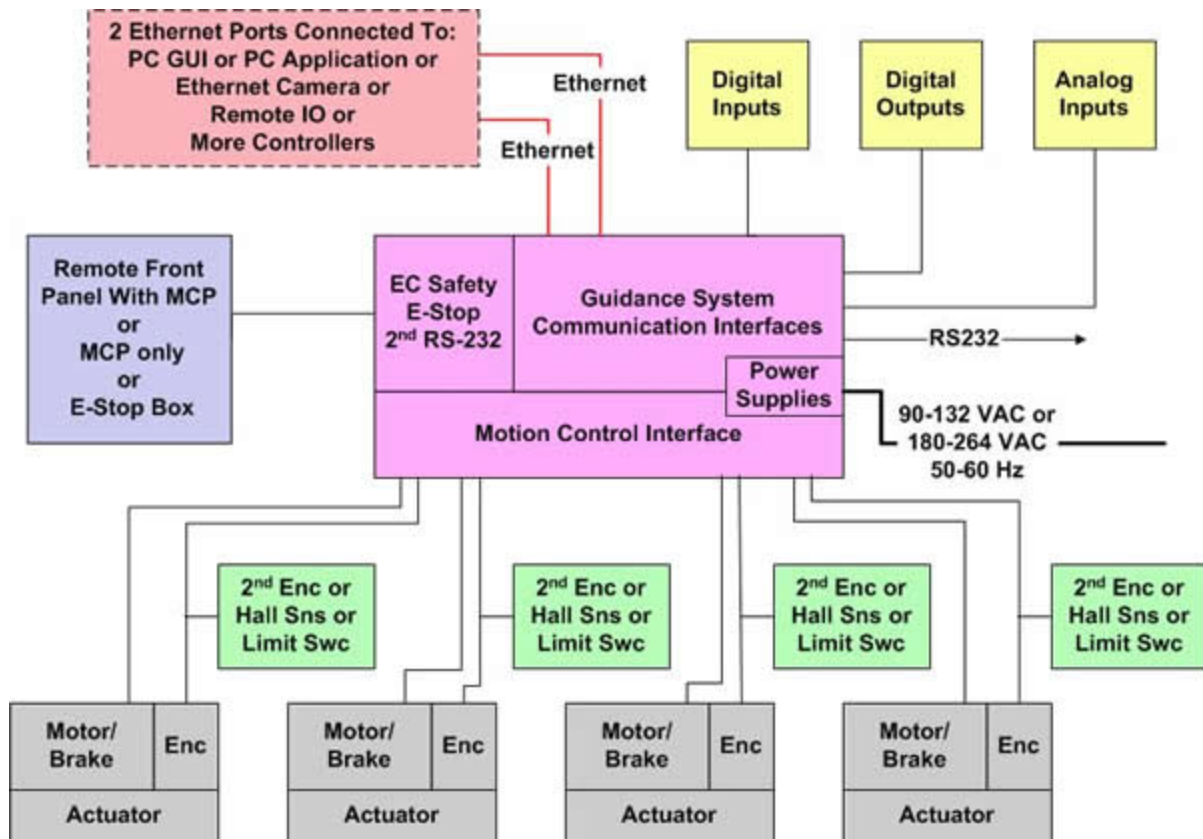 2 Ethernet Ports Connected To:
PC GUI or PC Application or
Ethernet Camera or
Remote IO or
More Controllers
Ethernet
Ethernet
Digital
Inputs
Digital
Outputs
Analog
Inputs
Remote Front
Panel With MCP
or
MCP only
or
E-Stop Box
EC Safety
E-Stop
2nd RS-232
Guidance System
Communication Interfaces
RS232
Power
Supplies
90-132 VAC or
180-264 VAC
50-60 Hz
Motion Control Interface
2nd Enc or
Hall Sns or
Limit Swc
2nd Enc or
Hall Sns or
Limit Swc
2nd Enc or
Hall Sns or
Limit Swc
2nd Enc or
Hall Sns or
Limit Swc
Motor/
Brake
Enc
Actuator
Motor/
Brake
Enc
Actuator
Motor/
Brake
Enc
Actuator
Motor/
Brake
Enc
Actuator